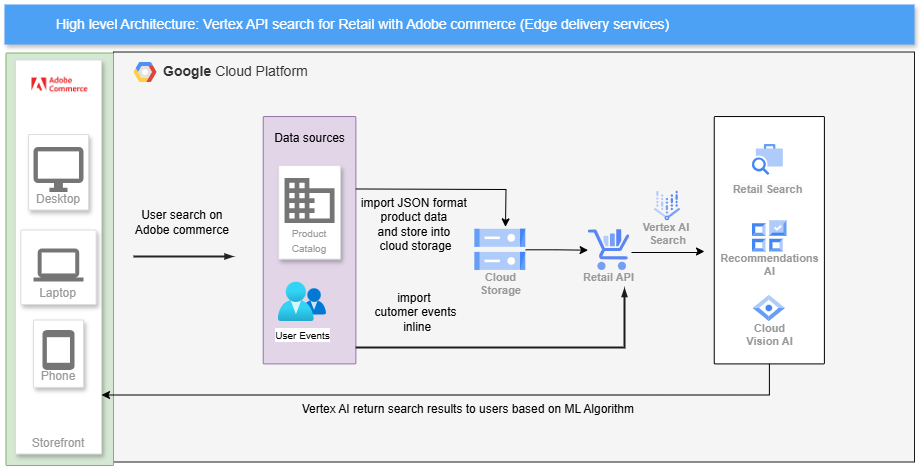 High level Architecture: Vertex API search for Retail with Adobe commerce (Edge delivery services)
Adobe
Commerce
Desktop
Laptop
Phone
Storefront
Google Cloud Platform
User search on
Adobe commerce
Data sources
Product
Catalog
User Events
import JSON format
product data
and store into
cloud storage
import
cutomer events
inline
Cloud
Storage
Retail API
Vertex AI
Search
Retail Search
Recommendations
AI
Cloud
Vision AI
Vertex AI return search results to users based on ML Algorithm